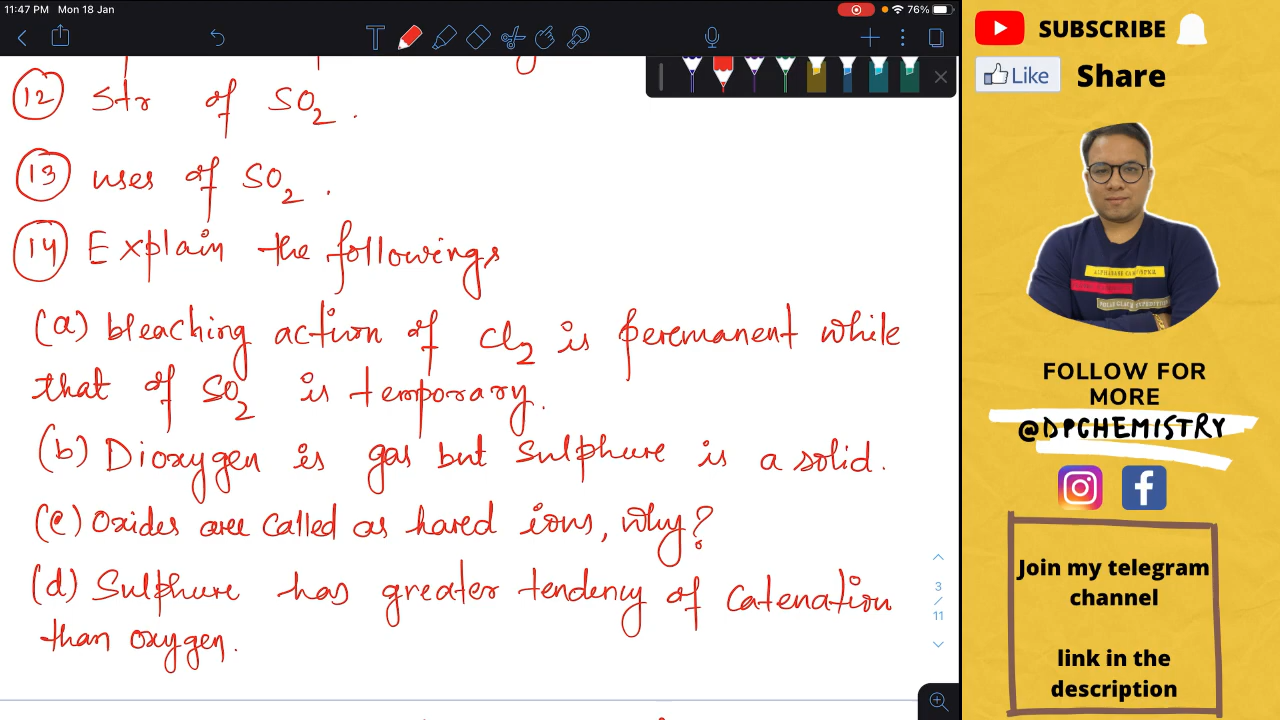 11:47 PM Mon 18 Jan
76%
12 Str of SO2.
13 uses of SO2.
14 Explain the followings
(a) bleaching action of Cl2 is peremanent while
that of SO2 is temporary.
(b) Dioxygen is gas but Sulphure is a solid.
(c) Oxides are called as hared ions, why?
(d) Sulphure has greater tendency of Catenation
than oxygen.
3
/
11
SUBSCRIBE
Like Share
FOLLOW FOR
MORE
@DPCHEMISTRY
Join my telegram
channel
link in the
description